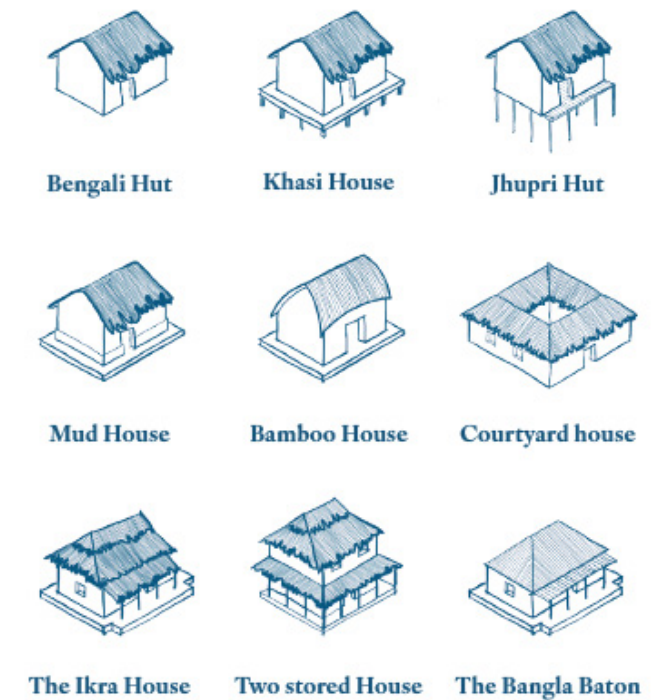 Bengali Hut
Khasi House
Jhupri Hut
Mud House
Bamboo House
Courtyard house
The Ikra House
Two stored House
The Bangla Baton